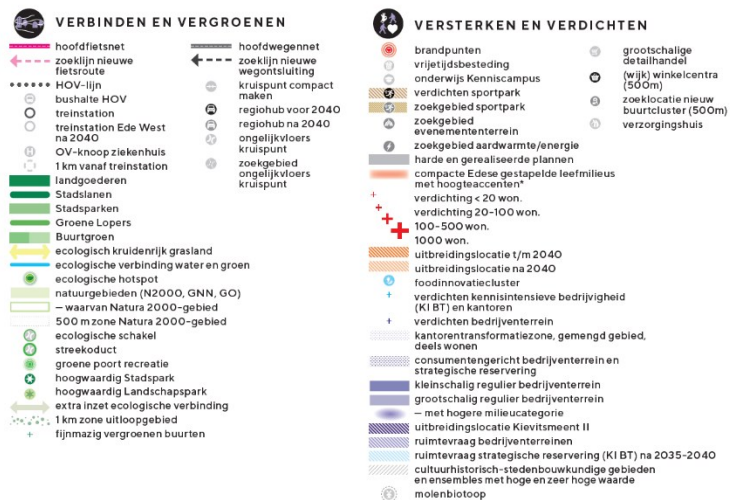 VERBINDEN EN VERGROENEN
hoofdfietsnet
zoeklijn nieuwe
fietsroute
HOV-lijn
bushalte HOV
treinstation
treinstation Ede West
na 2040
OV-knoop ziekenhuis
1 km vanaf treinstation
landgoederen
Stadslanen
Stadsparken
Groene Lopers
Buurtgroen
ecologisch kruidenrijk grasland
ecologische verbinding water en groen
ecologische hotspot
natuurgebieden (N2000, GNN, GO)
— waarvan Natura 2000-gebied
500 m zone Natura 2000-gebied
ecologische schakel
streekoduct
groene poort recreatie
hoogwaardig Stadspark
hoogwaardig Landschapspark
extra inzet ecologische verbinding
1 km zone uitloopgebied
fijnmazig vergroenen buurten
hoofdwegennet
zoeklijn nieuwe
wegontsluiting
kruispunt compact
maken
regiohub voor 2040
regiohub na 2040
ongelijkvloers
kruispunt
zoekgebied
ongelijkvloers
kruispunt
VERSTERKEN EN VERDICHTEN
brandpunten
vrijetijdsbesteding
onderwijs Kenniscampus
verdichten sportpark
zoekgebied sportpark
zoekgebied
evenemententerrein
zoekgebied aardwarmte/energie
harde en gerealiseerde plannen
compacte Edese gestapelde leefmilieus
met hoogteaccenten*
verdichting < 20 won.
verdichting 20-100 won.
100-500 won.
1000 won.
uitbreidingslocatie t/m 2040
uitbreidingslocatie na 2040
foodinnovatiecluster
verdichten kennisintensieve bedrijvigheid
(KI BT) en kantoren
verdichten bedrijventerrein
kantorentransformatiezone, gemengd gebied,
deels wonen
consumentengericht bedrijventerrein en
strategische reservering
kleinschalig regulier bedrijventerrein
grootschalig regulier bedrijventerrein
— met hogere milieucategorie
uitbreidingslocatie Kievitsmeent II
ruimtevraag bedrijventerreinen
ruimtevraag strategische reservering (KI BT) na 2035-2040
cultuurhistorisch-stedenbouwkundige gebieden
en ensembles met hoge en zeer hoge waarde
molenbiotoop
grootschalige
detailhandel
(wijk) winkelcentra
(500m)
zoeklocatie nieuw
buurtcluster (500m)
verzorgingshuis